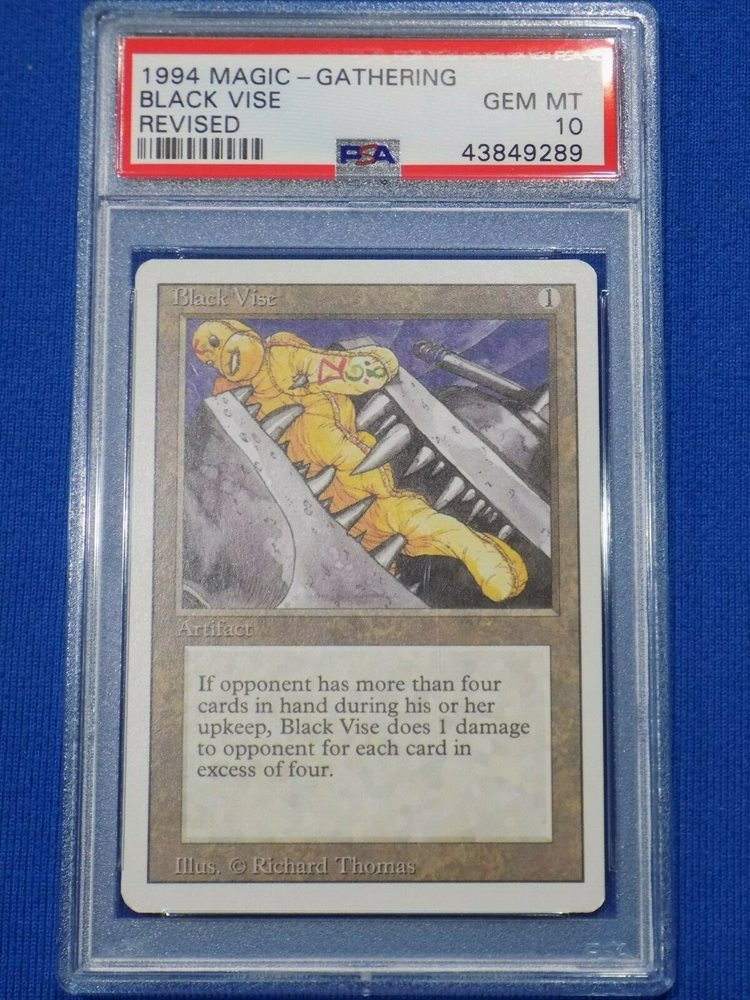 1994 MAGIC - GATHERING
BLACK VISE GEM MT
REVISED 10
PSA 43849289
Black Vise 1
Artifact
If opponent has more than four
cards in hand during his or her
upkeep, Black Vise does 1 damage
to opponent for each card in
excess of four.
Illus. © Richard Thomas